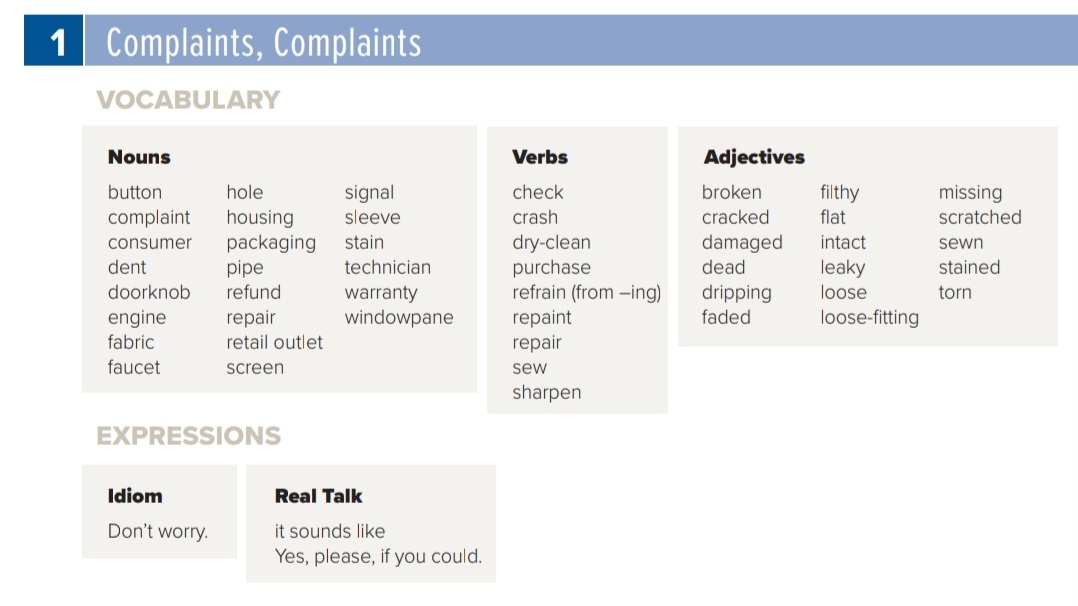 1 Complaints, Complaints
VOCABULARY
Nouns
button
complaint
consumer
dent
doorknob
engine
fabric
faucet
hole
housing
packaging
pipe
refund
repair
retail outlet
screen
signal
sleeve
stain
technician
warranty
windowpane
Verbs
check
crash
dry-clean
purchase
refrain (from –ing)
repaint
repair
sew
sharpen
Adjectives
broken
cracked
damaged
dead
dripping
faded
filthy
flat
intact
leaky
loose
loose-fitting
missing
scratched
sewn
stained
torn
EXPRESSIONS
Idiom
Don’t worry.
Real Talk
it sounds like
Yes, please, if you could.